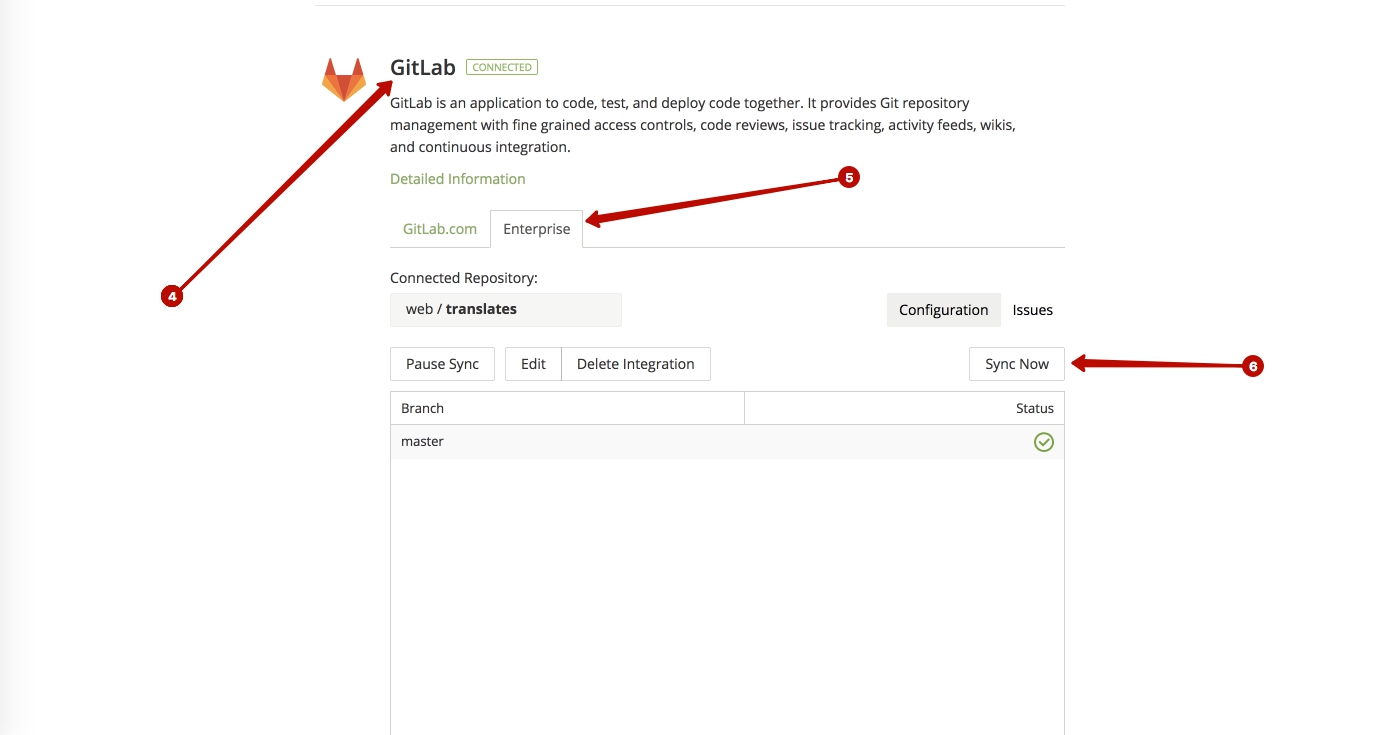 GitLab CONNECTED
GitLab is an application to code, test, and deploy code together. It provides Git repository
management with fine grained access controls, code reviews, issue tracking, activity feeds, wikis,
and continuous integration.
5
Detailed Information
GitLab.com Enterprise
Connected Repository:
4
web / translates Configuration Issues
Pause Sync Edit Delete Integration Sync Now 6
Branch Status
master